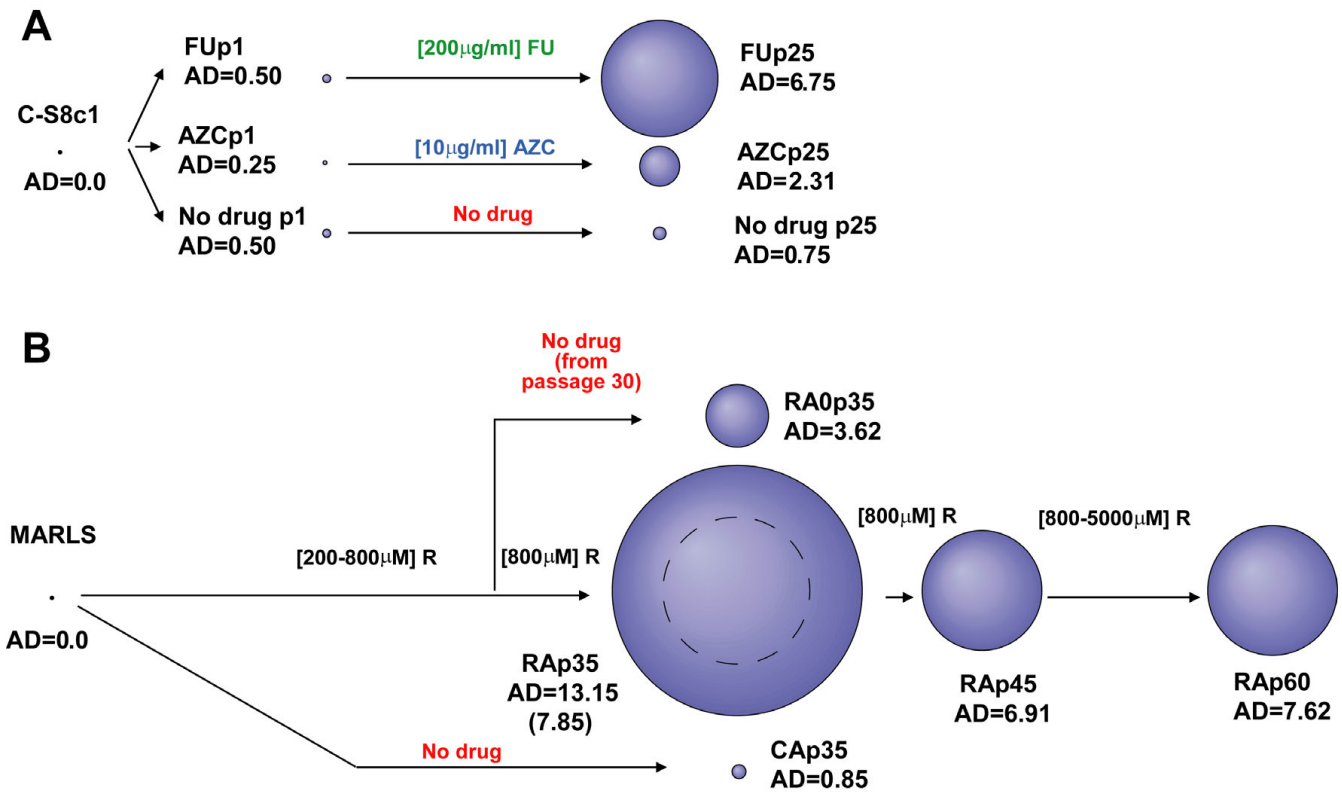 A
C-S8c1
AD=0.0
FUp1
AD=0.50
[200μg/ml] FU
FUp25
AD=6.75
AZCp1
AD=0.25
[10μg/ml] AZC
AZCp25
AD=2.31
No drug p1
AD=0.50
No drug
No drug p25
AD=0.75
B
No drug
(from
passage 30)
RA0p35
AD=3.62
MARLS
AD=0.0
[200-800μM] R
[800μM] R
RAp35
AD=13.15
(7.85)
[800μM] R
RAp45
AD=6.91
[800-5000μM] R
RAp60
AD=7.62
No drug
CAp35
AD=0.85